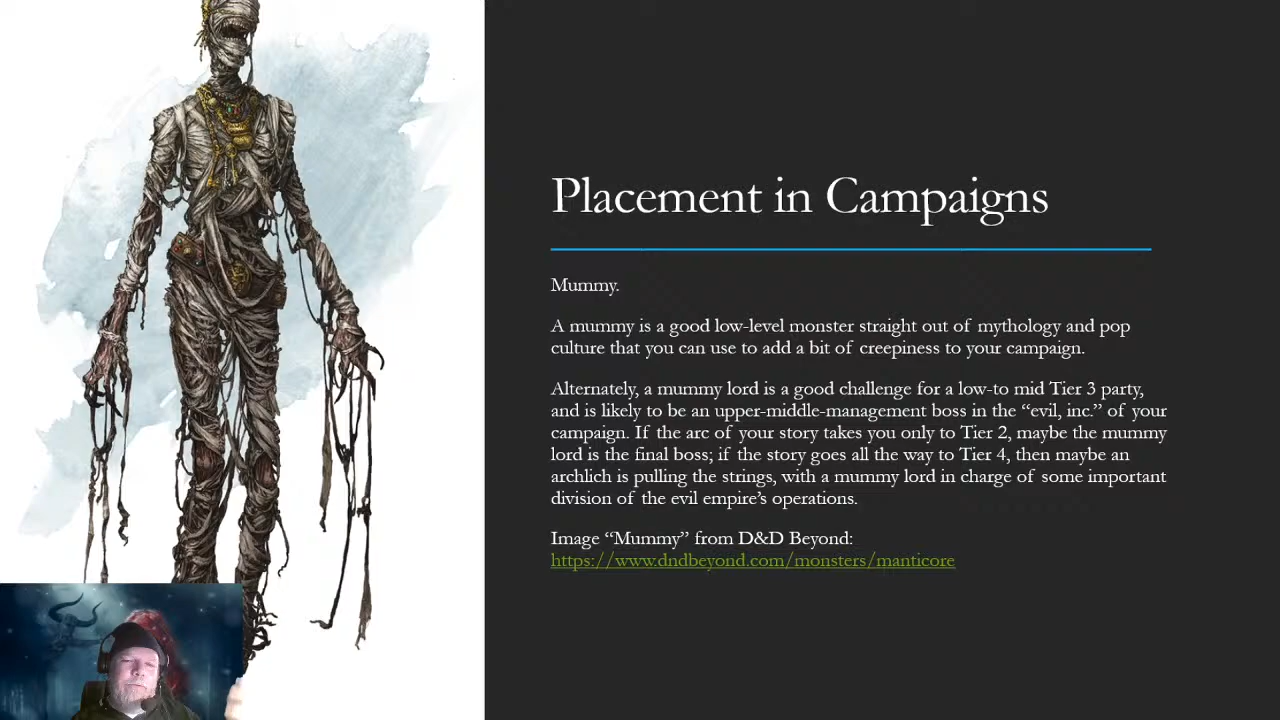 Placement in Campaigns
Mummy.
A mummy is a good low-level monster straight out of mythology and pop
culture that you can use to add a bit of creepiness to your campaign.
Alternately, a mummy lord is a good challenge for a low-to mid Tier 3 party,
and is likely to be an upper-middle-management boss in the “evil, inc.” of your
campaign. If the arc of your story takes you only to Tier 2, maybe the mummy
lord is the final boss; if the story goes all the way to Tier 4, then maybe an
archlich is pulling the strings, with a mummy lord in charge of some important
division of the evil empire’s operations.
Image “Mummy” from D&D Beyond:
https://www.dndbeyond.com/monsters/manticore